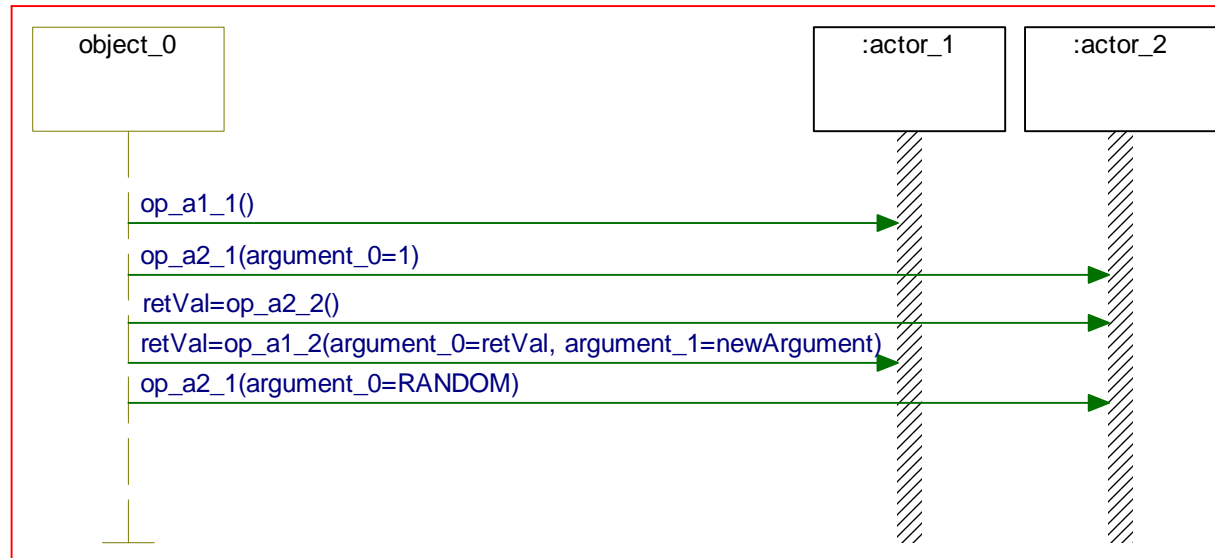 object_0
:actor_1
:actor_2
op_a1_1()
op_a2_1(argument_0=1)
retVal=op_a2_2()
retVal=op_a1_2(argument_0=retVal, argument_1=newArgument)
op_a2_1(argument_0=RANDOM)